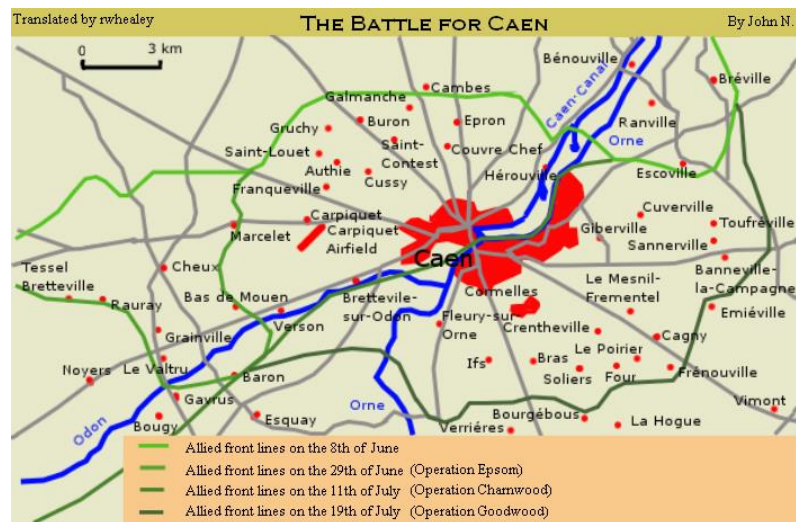 Translated by rwhealey
THE BATTLE FOR CAEN
By John N.
0 3 km
Bénouville
Caen-Canal
Bréville
Cambes
Galmanche
Buron
Epron
Ranville
Gruchy
Orne
Saint-Louet
Saint-
Contest
Couvre Chef
Authie
Cussy
Hérouville
Escoville
Franqueville
Carpiquet
Carpiquet
Airfield
Marcelet
Cuverville
Toufréville
Giberville
Sannerville
Caen
Cheux
Tessel
Bretteville
Rauray
Bas de Mouen
Verson
Brettevile-
sur-Odon
Cormelles
Le Mesnil-
Frementel
Banneville-
la-Campagne
Emiéville
Fleury-sur
Orne
Crentheville
Cagny
Grainville
Le Valtru
Noyers
Baron
Ifs
Bras
Le Poirier
Soliers
Four
Frénouville
Gavrus
Bougy
Odon
Esquay
Orne
Verriéres
Bourgébous
La Hogue
Vimont
Allied front lines on the 8th of June
Allied front lines on the 29th of June (Operation Epsom)
Allied front lines on the 11th of July (Operation Charnwood)
Allied front lines on the 19th of July (Operation Goodwood)